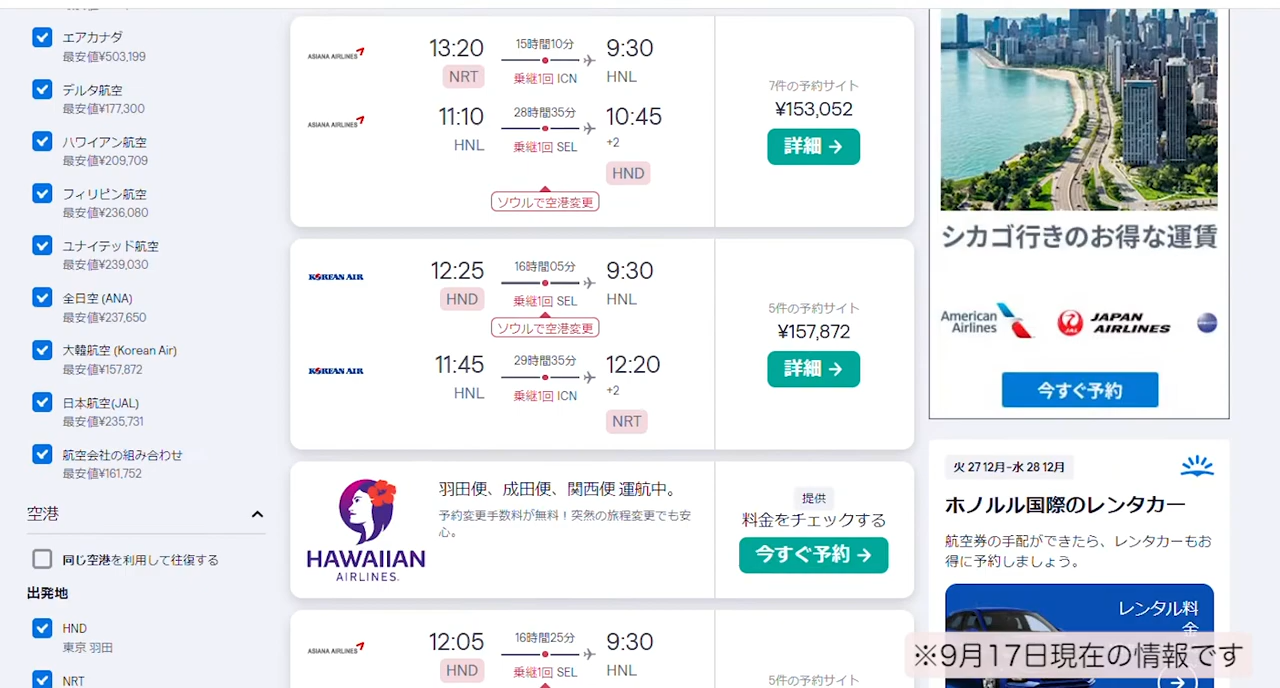 エアカナダ
最安値¥503,199
デルタ航空
最安値¥177,300
ハワイアン航空
最安値¥209,709
フィリピン航空
最安値¥236,080
ユナイテッド航空
最安値¥239,030
全日空 (ANA)
最安値¥237,650
大韓航空 (Korean Air)
最安値¥157,872
日本航空(JAL)
最安値¥235,731
航空会社の組み合わせ
最安値¥161,752
空港
同じ空港を利用して往復する
出発地
HND
東京 羽田
NRT
ASIANA AIRLINES
13:20
15時間10分
9:30
NRT
乗継1回 ICN
HNL
ASIANA AIRLINES
11:10
28時間35分
10:45
HNL
乗継1回 SEL
+2
HND
ソウルで空港変更
7件の予約サイト
¥153,052
詳細 →
KOREAN AIR
12:25
16時間05分
9:30
HND
乗継1回 SEL
HNL
ソウルで空港変更
KOREAN AIR
11:45
29時間35分
12:20
HNL
乗継1回 ICN
+2
NRT
5件の予約サイト
¥157,872
詳細 →
HAWAIIAN
AIRLINES.
羽田便、成田便、関西便 運航中。
予約変更手数料が無料！突然の旅程変更でも安
心。
提供
料金をチェックする
今すぐ予約 →
ASIANA AIRLINES
12:05
16時間25分
9:30
HND
乗継1回 SEL
HNL
5件の予約サイト
シカゴ行きのお得な運賃
American
Airlines
JAL
JAPAN
AIRLINES
今すぐ予約
火 27 12月-水 28 12月
ホノルル国際のレンタカー
航空券の手配ができたら、レンタカーもお
得に予約しましょう。
レンタル料
金
※9月17日現在の情報です